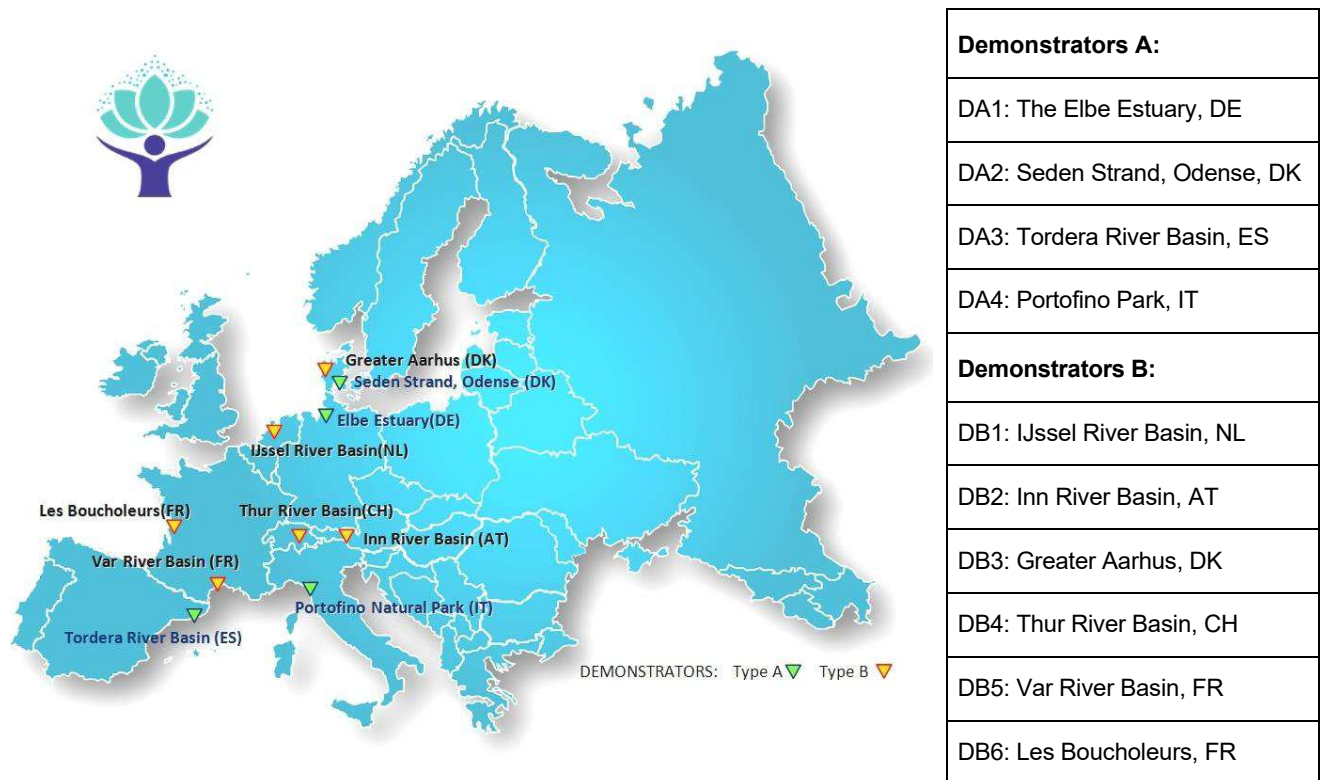 Greater Aarhus (DK)
Seden Strand, Odense (DK)
Elbe Estuary(DE)
IJssel River Basin(NL)
Les Boucholeurs(FR)
Thur River Basin(CH)
Inn River Basin (AT)
Var River Basin (FR)
Portofino Natural Park (IT)
Tordera River Basin (ES)
DEMONSTRATORS: Type A Type B
Demonstrators A:
DA1: The Elbe Estuary, DE
DA2: Seden Strand, Odense, DK
DA3: Tordera River Basin, ES
DA4: Portofino Park, IT
Demonstrators B:
DB1: IJssel River Basin, NL
DB2: Inn River Basin, AT
DB3: Greater Aarhus, DK
DB4: Thur River Basin, CH
DB5: Var River Basin, FR
DB6: Les Boucholeurs, FR